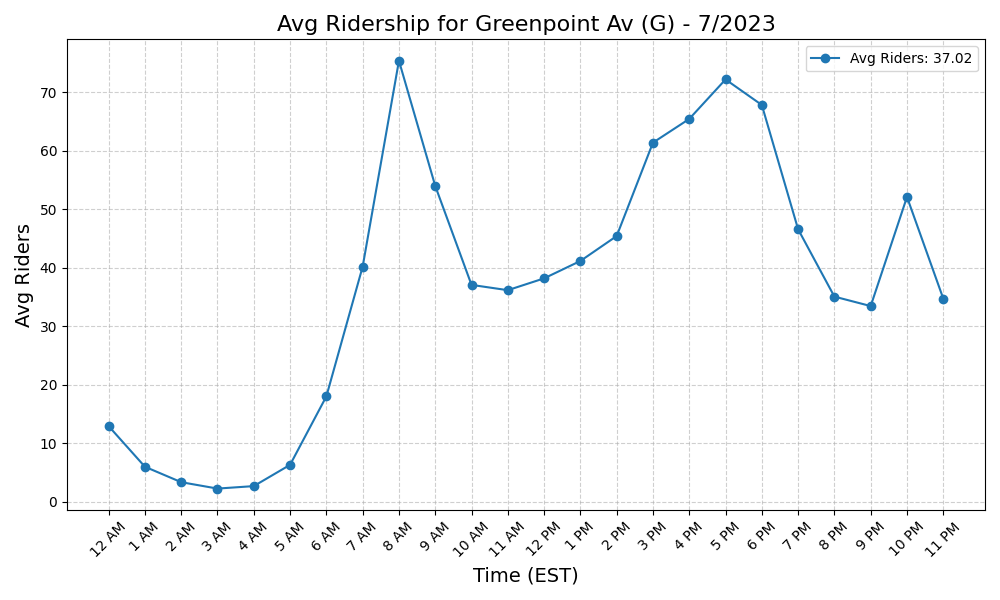 Avg Ridership for Greenpoint Av (G) - 7/2023
Avg Riders: 37.02
Avg Riders
70
60
50
40
30
20
10
0
12 AM
1 AM
2 AM
3 AM
4 AM
5 AM
6 AM
7 AM
8 AM
9 AM
10 AM
11 AM
12 PM
1 PM
2 PM
3 PM
4 PM
5 PM
6 PM
7 PM
8 PM
9 PM
10 PM
11 PM
Time (EST)